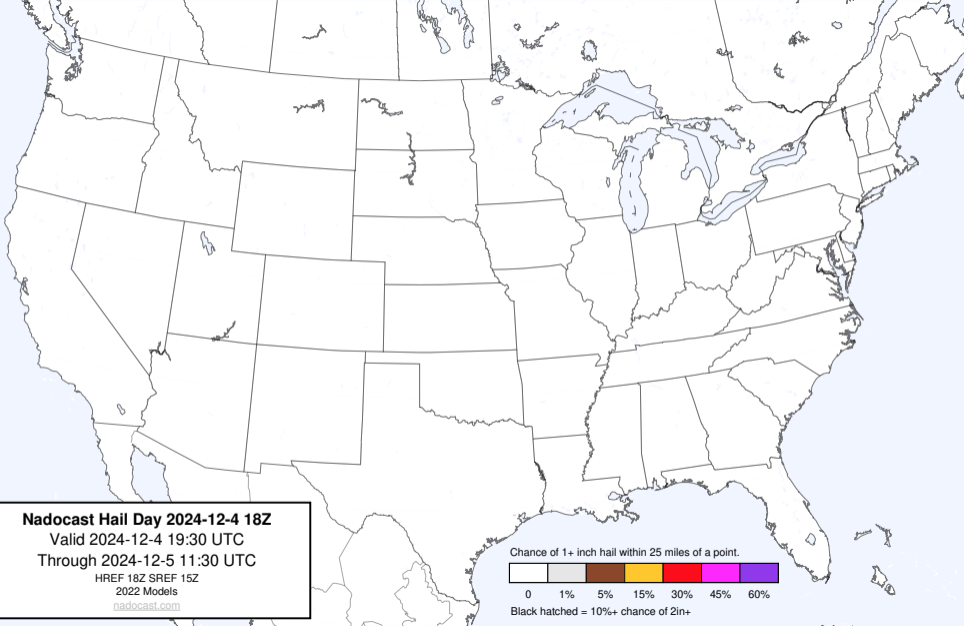 Nadocast Hail Day 2024-12-4 18Z
Valid 2024-12-4 19:30 UTC
Through 2024-12-5 11:30 UTC
HREF 18Z SREF 15Z
2022 Models
nadocast.com
Chance of 1+ inch hail within 25 miles of a point.
0 1% 5% 15% 30% 45% 60%
Black hatched = 10%+ chance of 2in+